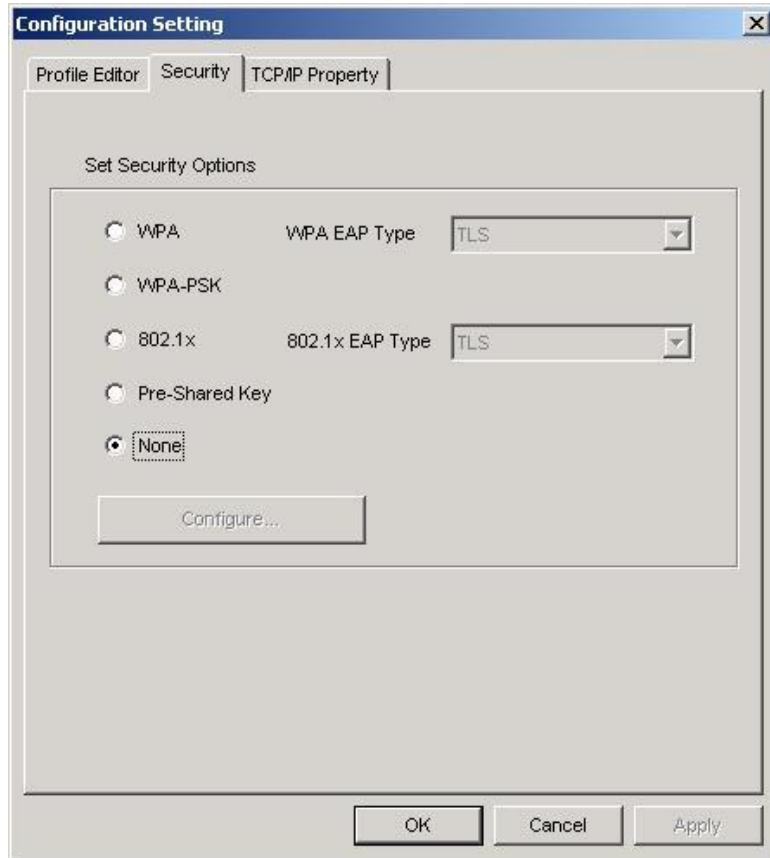 Configuration Setting
Profile Editor Security TCP/IP Property
Set Security Options
WPA WPA EAP Type TLS
WPA-PSK
802.1x 802.1x EAP Type TLS
Pre-Shared Key
None
Configure...
OK Cancel Apply